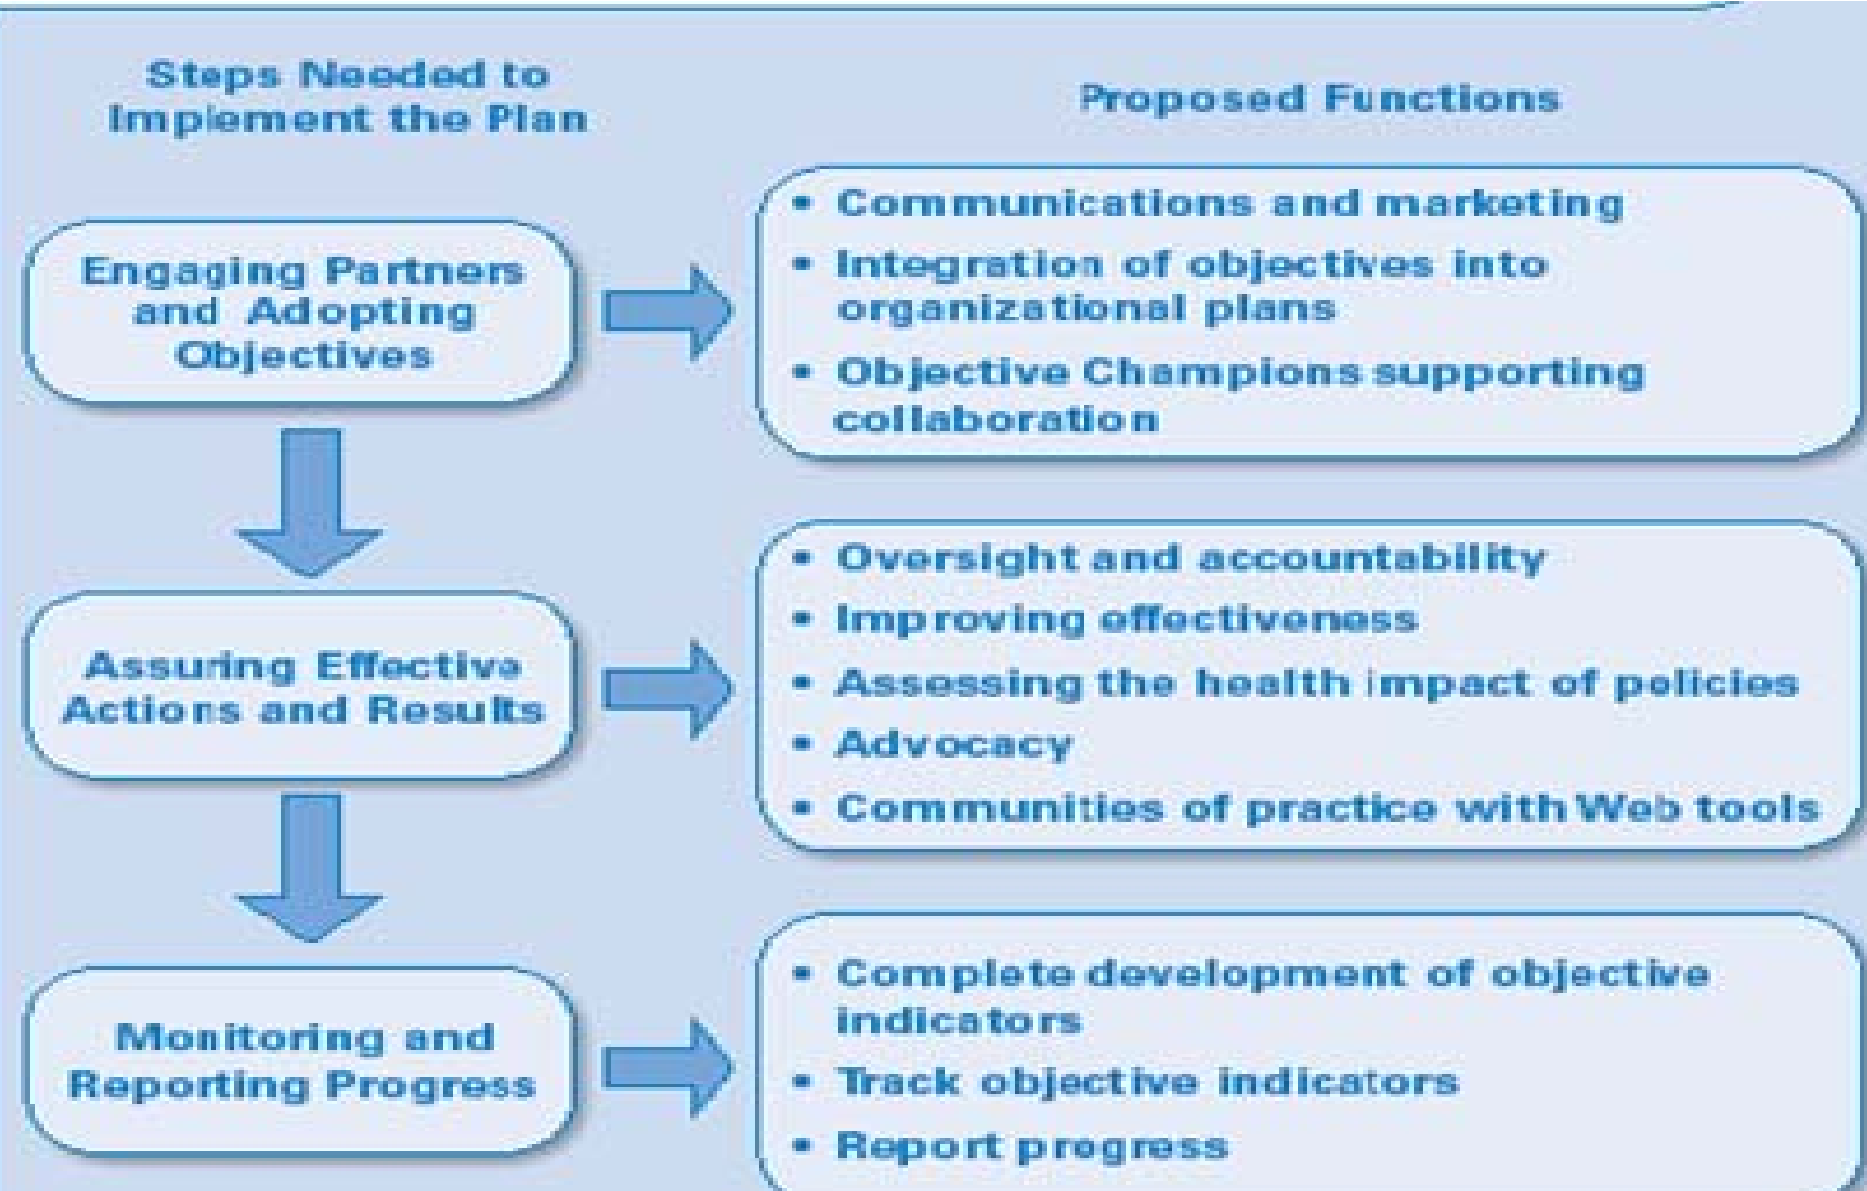 Steps Needed to
Implement the Plan
Proposed Functions
Engaging Partners
and Adopting
Objectives
• Communications and marketing
• Integration of objectives into
organizational plans
• Objective Champions supporting
collaboration
Assuring Effective
Actions and Results
• Oversight and accountability
• Improving effectiveness
• Assessing the health impact of policies
• Advocacy
• Communities of practice with Web tools
Monitoring and
Reporting Progress
• Complete development of objective
indicators
• Track objective indicators
• Report progress